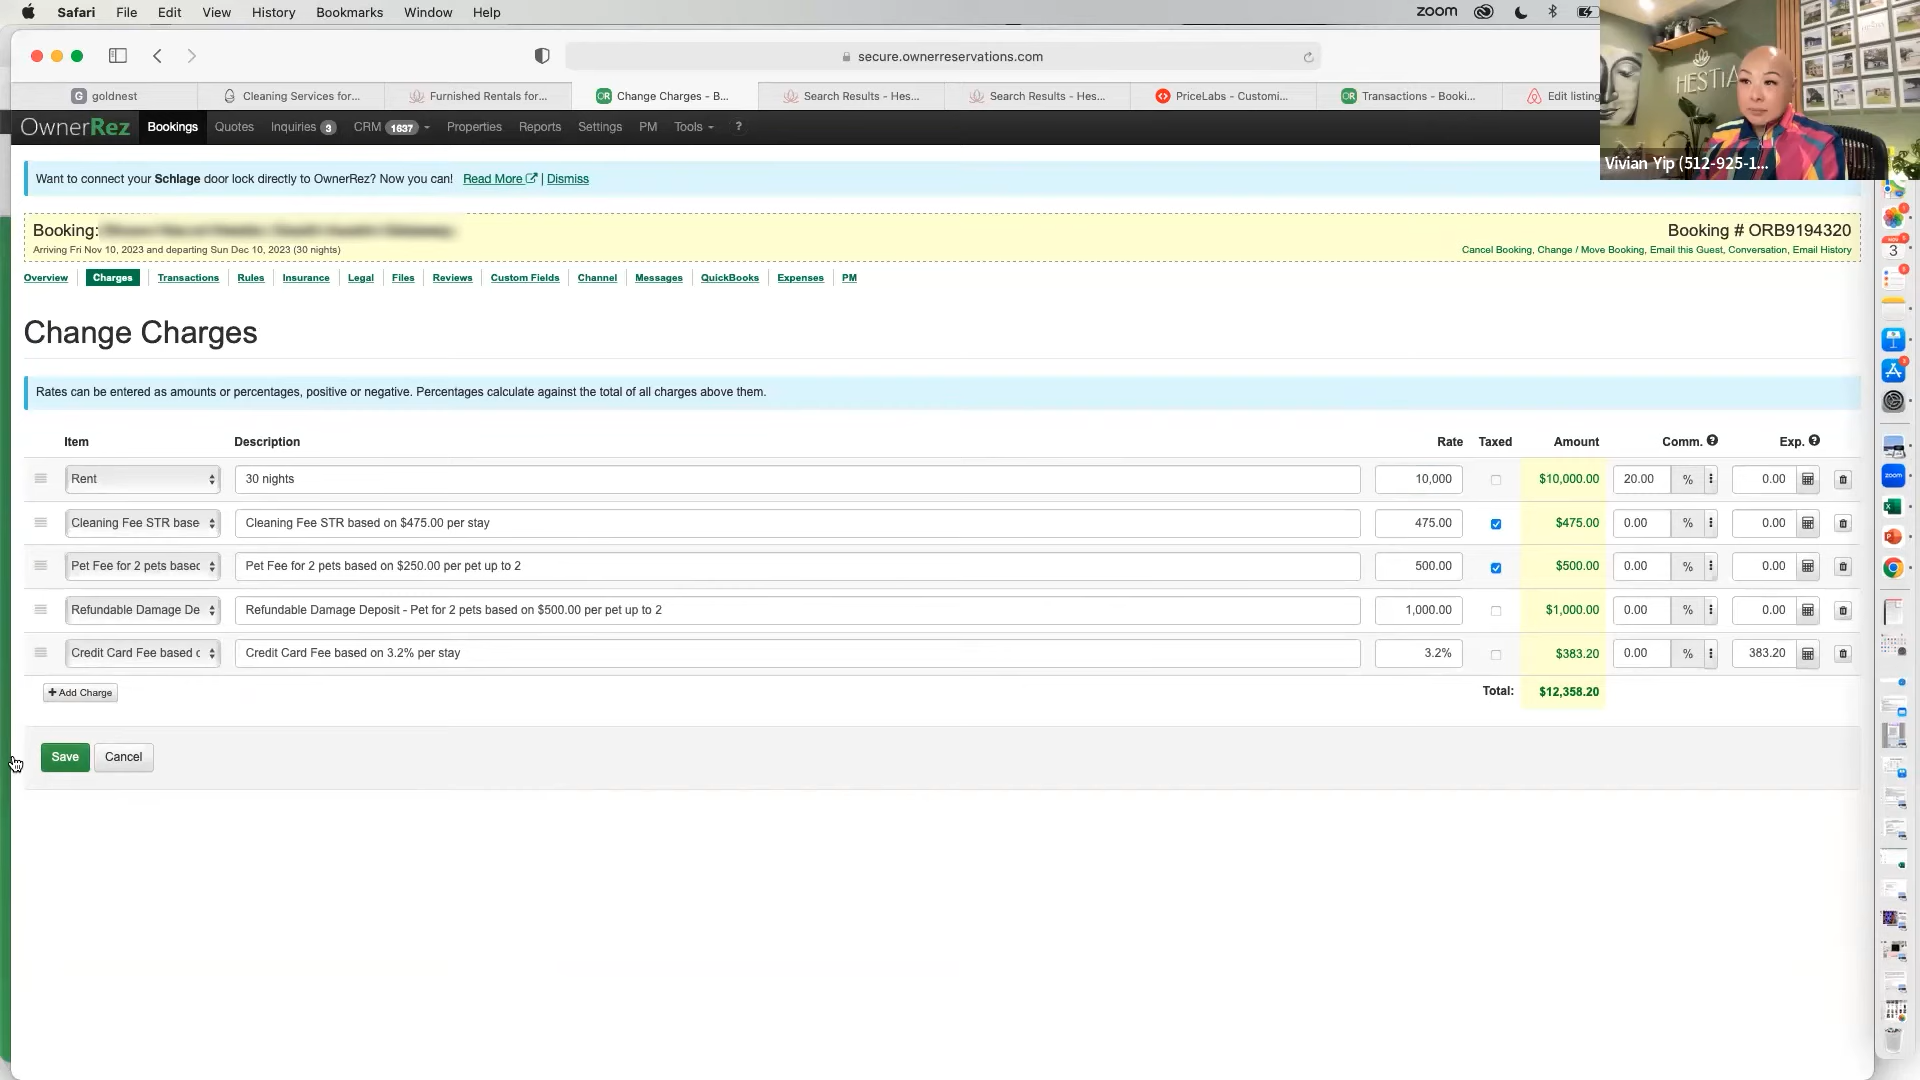 Safari File Edit View History Bookmarks Window Help zoom
secure.ownerreservations.com
goldnest Cleaning Services for... Furnished Rentals for... OR Change Charges - B... Search Results - Hes... Search Results - Hes... PriceLabs - Customi... OR Transactions - Booki... Edit listing
HESTIA
OwnerRez Bookings Quotes Inquiries 3 CRM 1637 Properties Reports Settings PM Tools ?
Vivian Yip (512-925-1...
Want to connect your Schlage door lock directly to OwnerRez? Now you can! Read More | Dismiss
Booking: Booking # ORB9194320
Arriving Fri Nov 10, 2023 and departing Sun Dec 10, 2023 (30 nights) Cancel Booking, Change / Move Booking, Email this Guest, Conversation, Email History
Overview Charges Transactions Rules Insurance Legal Files Reviews Custom Fields Channel Messages QuickBooks Expenses PM
Change Charges
Rates can be entered as amounts or percentages, positive or negative. Percentages calculate against the total of all charges above them.
Item Description Rate Taxed Amount Comm. ? Exp. ?
Rent 30 nights 10,000 $10,000.00 20.00 % 0.00
Cleaning Fee STR base Cleaning Fee STR based on $475.00 per stay 475.00 $475.00 0.00 % 0.00
Pet Fee for 2 pets based Pet Fee for 2 pets based on $250.00 per pet up to 2 500.00 $500.00 0.00 % 0.00
Refundable Damage De Refundable Damage Deposit - Pet for 2 pets based on $500.00 per pet up to 2 1,000.00 $1,000.00 0.00 % 0.00
Credit Card Fee based o Credit Card Fee based on 3.2% per stay 3.2% $383.20 0.00 % 383.20
+ Add Charge Total: $12,358.20
Save Cancel
3
zoom